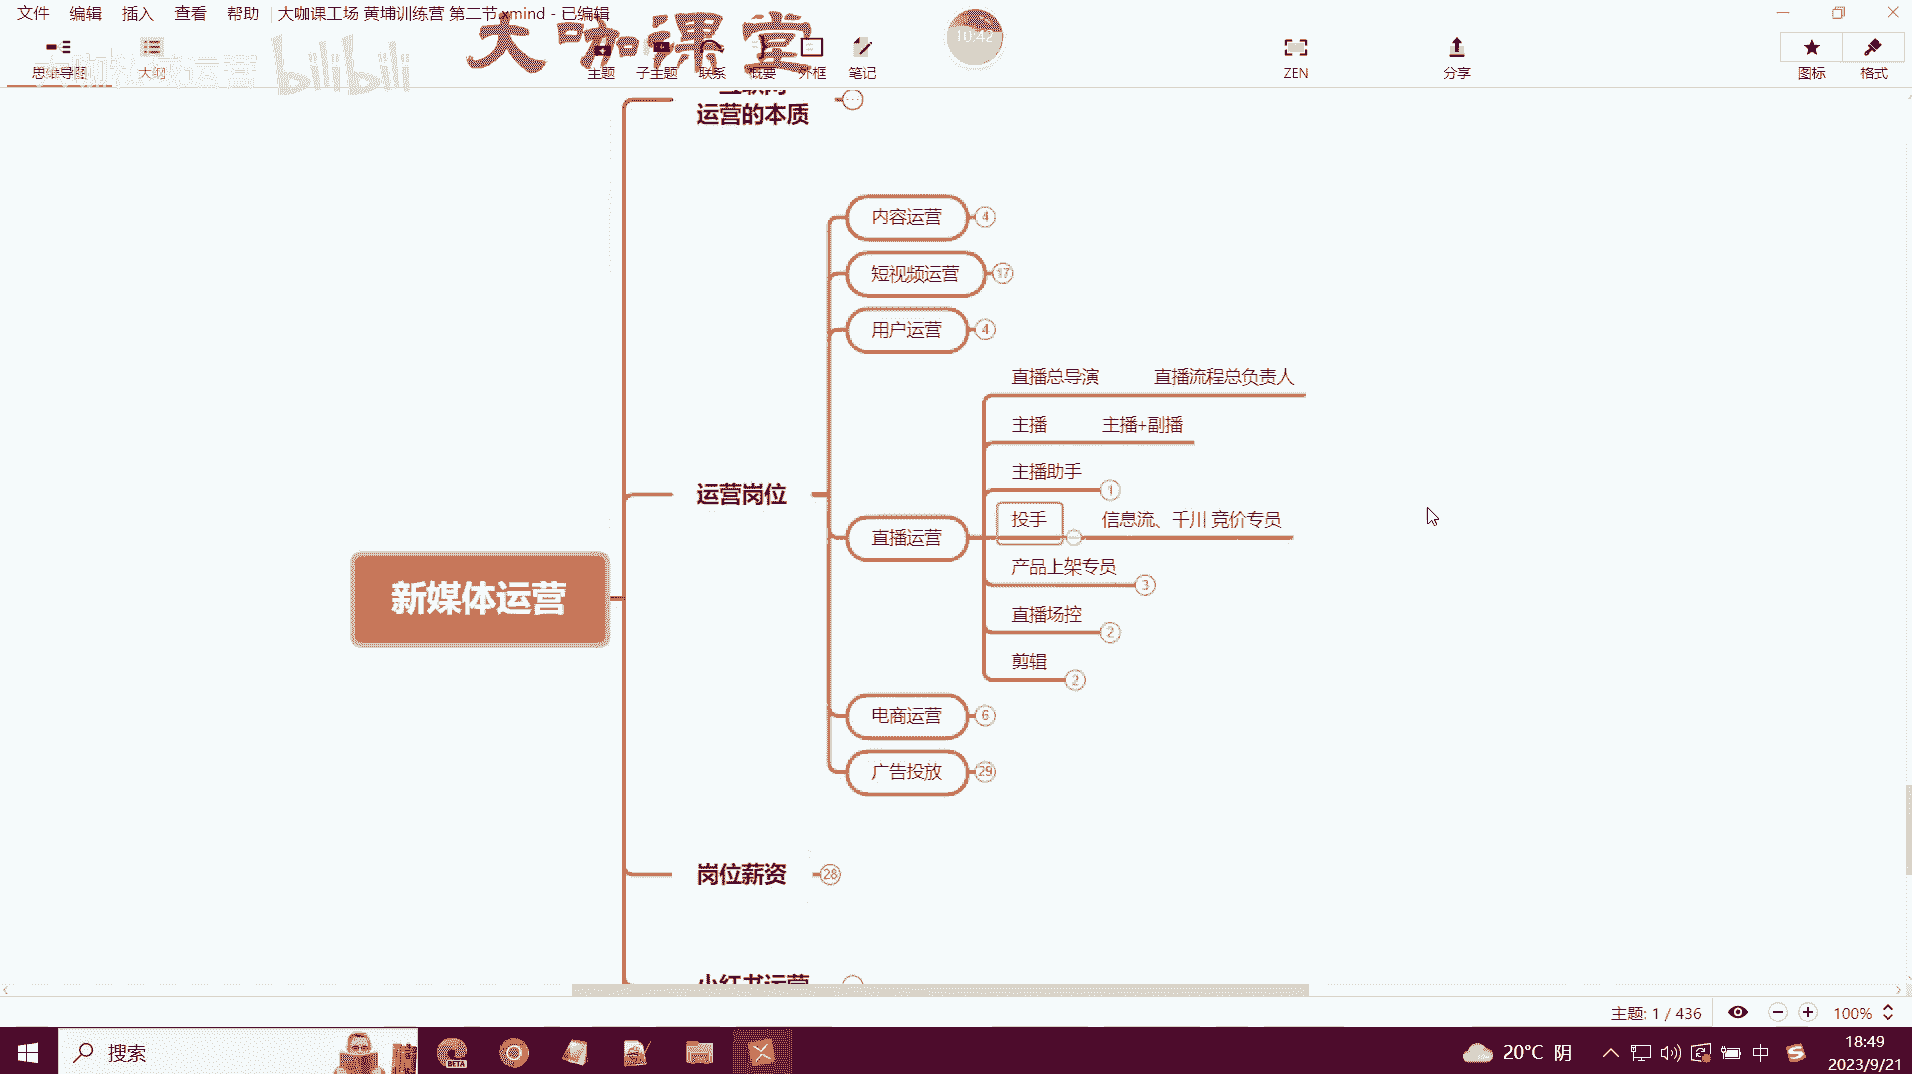 文件 编辑 插入 查看 帮助 大咖课工场 黄埔训练营 第二节.xmind - 已编辑
大咖课堂
10:42
思维导图 大纲 主题 子主题 联系 概要 外框 笔记 ZEN 分享 图标 格式
bilibili
互联网
运营的本质
内容运营 4
短视频运营 17
用户运营 4
直播总导演 直播流程总负责人
主播 主播+副播
主播助手 1
运营岗位
投手 信息流、千川 竞价专员
直播运营
产品上架专员 3
新媒体运营
直播场控 2
剪辑 2
电商运营 6
广告投放 29
岗位薪资 28
小红书运营
主题: 1 / 436 100%
搜索
BETA
20°C 阴
中
18:49
2023/9/21